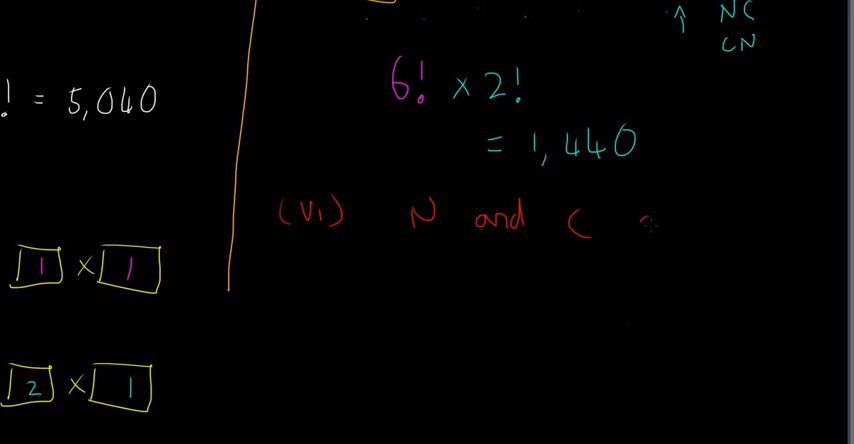 NC
CN
! = 5,040
6! × 2!
= 1,440
(VI) N and C
1 × 1
2 × 1